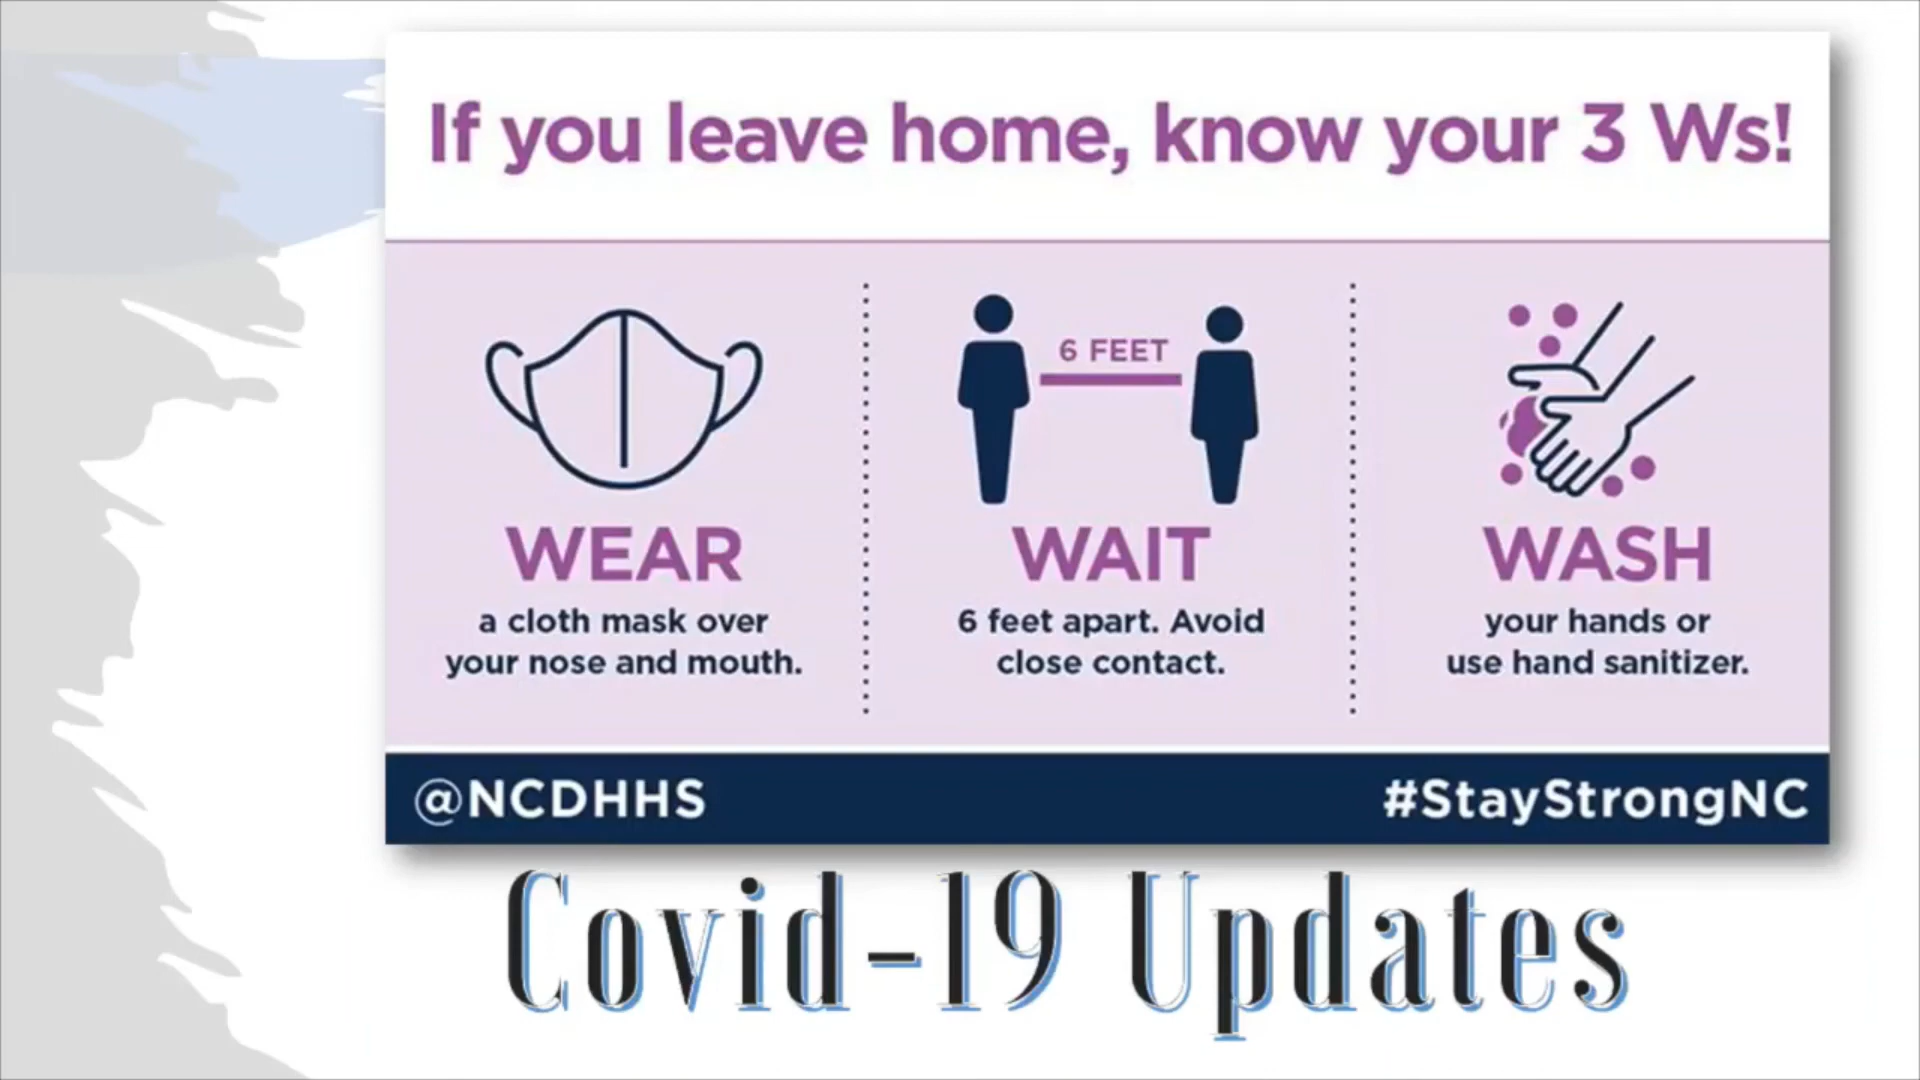 If you leave home, know your 3 Ws!
6 FEET
WEAR
a cloth mask over
your nose and mouth.
WAIT
6 feet apart. Avoid
close contact.
WASH
your hands or
use hand sanitizer.
@NCDHHS
#StayStrongNC
Covid-19 Updates